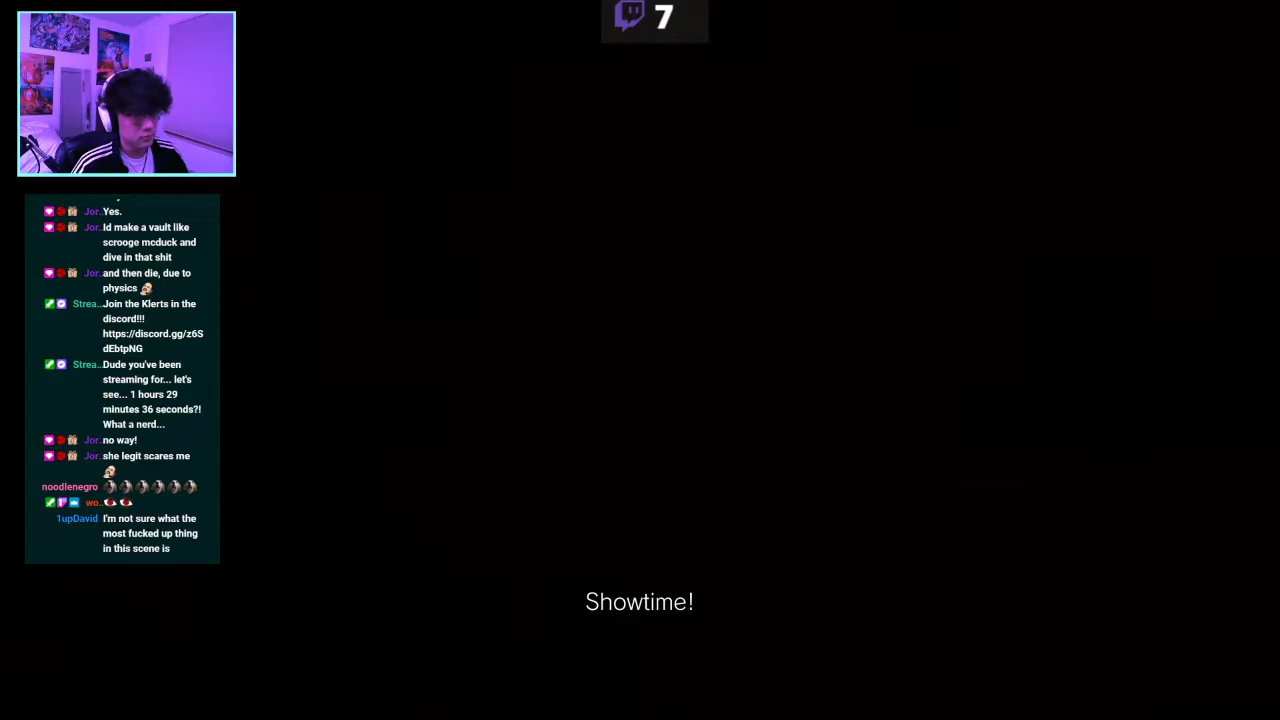 7
Jor..Yes.
Jor..Id make a vault like
scrooge mcduck and
dive in that shit
Jor..and then die, due to
physics
Strea...Join the Klerts in the
discord!!!
https://discord.gg/z6S
dEbtpNG
Strea...Dude you've been
streaming for... let's
see... 1 hours 29
minutes 36 seconds?!
What a nerd...
Jor..no way!
Jor..she legit scares me
noodlenegro
wo..
1upDavid I'm not sure what the
most fucked up thing
in this scene is
Showtime!